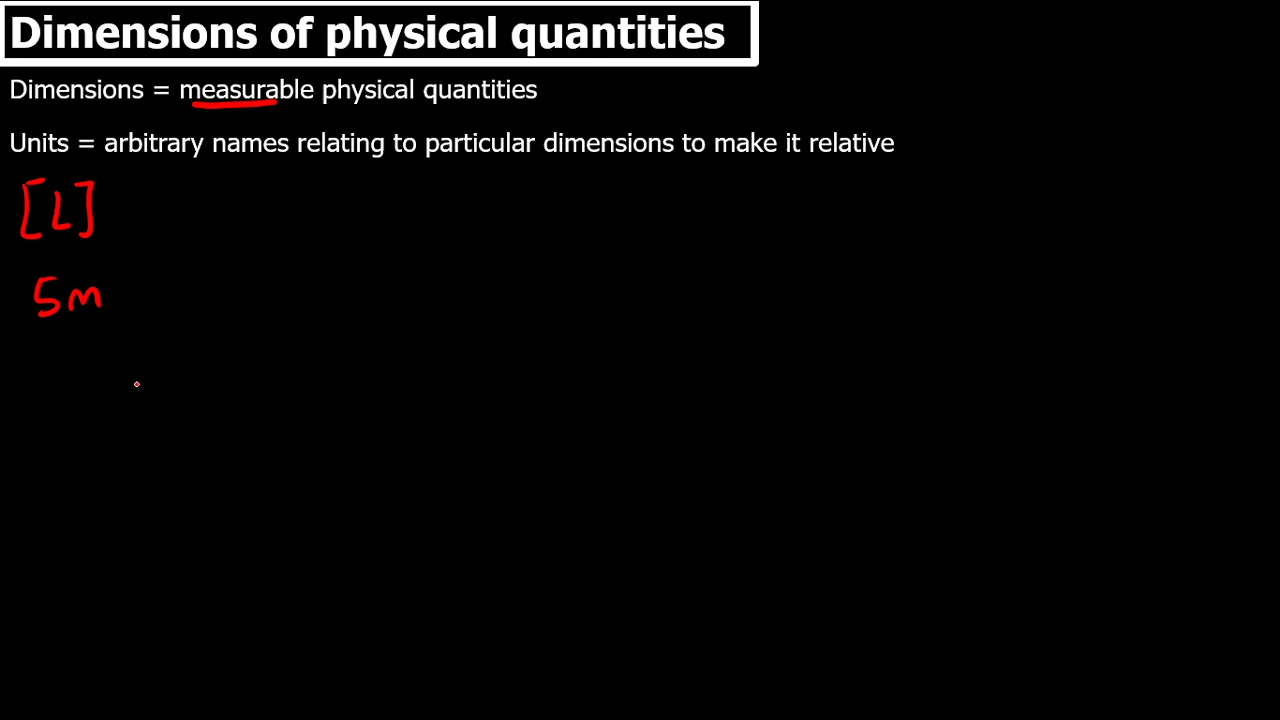 Dimensions of physical quantities
Dimensions = measurable physical quantities
Units = arbitrary names relating to particular dimensions to make it relative
[L]
5m